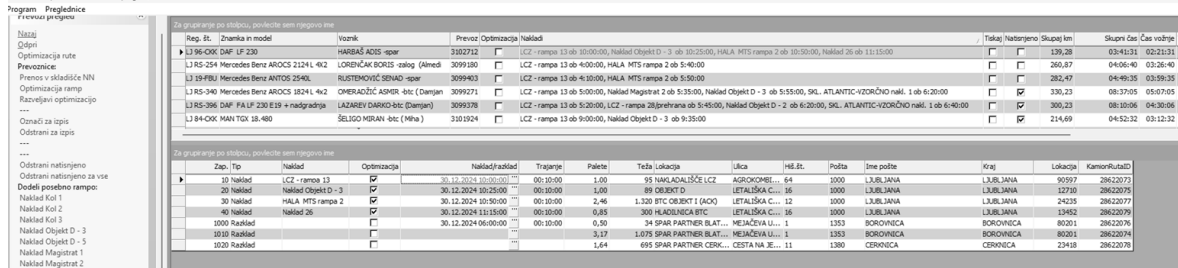 Program Preglednice
Prevozi pregled
Nazaj
Odpri
Optimizacija rute
Prevoznice:
Prenos v skladišče NN
Optimizacija ramp
Razveljavi optimizacijo
---
Označi za izpis
Odstrani za izpis
---
---
Odstrani natisnjeno
Odstrani natisnjeno za vse
Dodeli posebno rampo:
Naklad Kol 1
Naklad Kol 2
Naklad Kol 3
Naklad Objekt D - 3
Naklad Objekt D - 5
Naklad Magistrat 1
Naklad Magistrat 2
Za grupiranje po stolpcu, povlecite sem njegovo ime
Reg. št. Znamka in model Voznik Prevoz Optimizacija Nakladi Tiskaj Natisnjeno Skupaj km Skupni čas Čas vožnje
LJ 96-CKK DAF LF 230 HARBAŠ ADIS -spar 3102712 LCZ - rampa 13 ob 10:00:00, Naklad Objekt D - 3 ob 10:25:00, HALA MTS rampa 2 ob 10:50:00, Naklad 26 ob 11:15:00 139,28 03:41:31 02:21:31
LJ RS-254 Mercedes Benz AROCS 2124 L 4X2 LORENČAK BORIS -zalog (Almedi 3099180 LCZ - rampa 13 ob 4:00:00, HALA MTS rampa 2 ob 5:40:00 260,87 04:06:40 03:26:40
LJ 19-FBU Mercedes Benz ANTOS 2540L RUSTEMOVIĆ SENAD -spar 3099403 LCZ - rampa 13 ob 4:10:00, HALA MTS rampa 1 ob 5:40:00 282,47 04:49:35 03:59:35
LJ RS-340 Mercedes Benz AROCS 1824 L 4X2 OMERADŽIĆ ASMIR -btc (Damjan) 3099271 LCZ - rampa 13 ob 5:00:00, Naklad Magistrat 2 ob 5:35:00, Naklad Objekt D - 3 ob 5:55:00, SKL. ATLANTIC-VZORČNO nakl. 1 ob 6:20:00 330,23 08:37:05 05:07:05
LJ RS-396 DAF FA LF 230 E19 + nadgradnja LAZAREV DARKO-btc (Damjan) 3099378 LCZ - rampa 13 ob 5:20:00, LCZ - rampa 28/prehrana ob 5:45:00, Naklad Objekt D - 2 ob 6:20:00, SKL. ATLANTIC-VZORČNO nakl. 1 ob 6:40:00 300,23 08:10:06 04:30:06
LJ 84-CKK MAN TGX 18.480 ŠELIGO MIRAN -btc ( Miha ) 3101924 LCZ - rampa 13 ob 9:00:00, Naklad Objekt D - 3 ob 9:35:00 214,69 04:52:32 03:12:32
Za grupiranje po stolpcu, povlecite sem njegovo ime
Zap. Tip Naklad Optimizacija Naklad/razklad Trajanje Palete Teža Lokacija Ulica Hiš.št. Pošta Ime pošte Kraj Lokacija KamionRutaID
10 Naklad LCZ - rampa 13 30.12.2024 10:00:00 ... 00:10:00 1.00 95 NAKLADALIŠČE LCZ AGROKOMBI... 64 1000 LJUBLJANA LJUBLJANA 90597 28622073
20 Naklad Naklad Objekt D - 3 30.12.2024 10:25:00 ... 00:10:00 1,00 89 OBJEKT D LETALIŠKA C... 16 1000 LJUBLJANA LJUBLJANA 12710 28622075
30 Naklad HALA MTS rampa 2 30.12.2024 10:50:00 ... 00:10:00 2,46 1.320 BTC OBJEKT I (ACK) LETALIŠKA C... 12 1000 LJUBLJANA LJUBLJANA 24235 28622077
40 Naklad Naklad 26 30.12.2024 11:15:00 ... 00:10:00 0,85 300 HLADILNICA BTC LETALIŠKA C... 16 1000 LJUBLJANA LJUBLJANA 13452 28622079
1000 Razklad 30.12.2024 06:00:00 ... 00:10:00 0,50 34 SPAR PARTNER BLAT... MEJAČEVA U... 1 1353 BOROVNICA BOROVNICA 80201 28622076
1010 Razklad ... 3,17 1.075 SPAR PARTNER BLAT... MEJAČEVA U... 1 1353 BOROVNICA BOROVNICA 80201 28622074
1020 Razklad ... 1,64 695 SPAR PARTNER CERK... CESTA NA JE... 11 1380 CERKNICA CERKNICA 23418 28622078